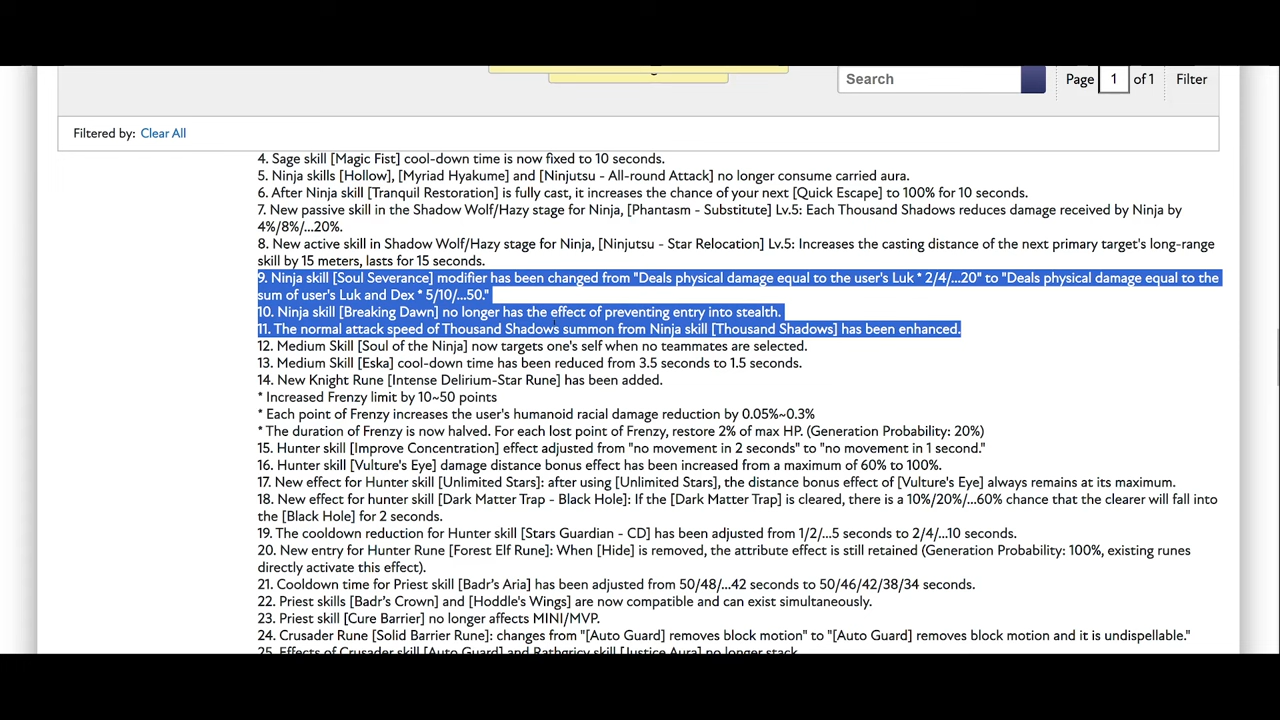 Search
Page 1 of 1 Filter
Filtered by: Clear All
4. Sage skill [Magic Fist] cool-down time is now fixed to 10 seconds.
5. Ninja skills [Hollow], [Myriad Hyakume] and [Ninjutsu - All-round Attack] no longer consume carried aura.
6. After Ninja skill [Tranquil Restoration] is fully cast, it increases the chance of your next [Quick Escape] to 100% for 10 seconds.
7. New passive skill in the Shadow Wolf/Hazy stage for Ninja, [Phantasm - Substitute] Lv.5: Each Thousand Shadows reduces damage received by Ninja by
4%/8%/...20%.
8. New active skill in Shadow Wolf/Hazy stage for Ninja, [Ninjutsu - Star Relocation] Lv.5: Increases the casting distance of the next primary target's long-range
skill by 15 meters, lasts for 15 seconds.
9. Ninja skill [Soul Severance] modifier has been changed from "Deals physical damage equal to the user's Luk * 2/4/...20" to "Deals physical damage equal to the
sum of user's Luk and Dex * 5/10/...50."
10. Ninja skill [Breaking Dawn] no longer has the effect of preventing entry into stealth.
11. The normal attack speed of Thousand Shadows summon from Ninja skill [Thousand Shadows] has been enhanced.
12. Medium Skill [Soul of the Ninja] now targets one's self when no teammates are selected.
13. Medium Skill [Eska] cool-down time has been reduced from 3.5 seconds to 1.5 seconds.
14. New Knight Rune [Intense Delirium-Star Rune] has been added.
* Increased Frenzy limit by 10~50 points
* Each point of Frenzy increases the user's humanoid racial damage reduction by 0.05%~0.3%
* The duration of Frenzy is now halved. For each lost point of Frenzy, restore 2% of max HP. (Generation Probability: 20%)
15. Hunter skill [Improve Concentration] effect adjusted from "no movement in 2 seconds" to "no movement in 1 second."
16. Hunter skill [Vulture's Eye] damage distance bonus effect has been increased from a maximum of 60% to 100%.
17. New effect for Hunter skill [Unlimited Stars]: after using [Unlimited Stars], the distance bonus effect of [Vulture's Eye] always remains at its maximum.
18. New effect for hunter skill [Dark Matter Trap - Black Hole]: If the [Dark Matter Trap] is cleared, there is a 10%/20%/...60% chance that the clearer will fall into
the [Black Hole] for 2 seconds.
19. The cooldown reduction for Hunter skill [Stars Guardian - CD] has been adjusted from 1/2/...5 seconds to 2/4/...10 seconds.
20. New entry for Hunter Rune [Forest Elf Rune]: When [Hide] is removed, the attribute effect is still retained (Generation Probability: 100%, existing runes
directly activate this effect).
21. Cooldown time for Priest skill [Badr's Aria] has been adjusted from 50/48/...42 seconds to 50/46/42/38/34 seconds.
22. Priest skills [Badr's Crown] and [Hoddle's Wings] are now compatible and can exist simultaneously.
23. Priest skill [Cure Barrier] no longer affects MINI/MVP.
24. Crusader Rune [Solid Barrier Rune]: changes from "[Auto Guard] removes block motion" to "[Auto Guard] removes block motion and it is undispellable."
25. Effects of Crusader skill [Auto Guard] and Rathgricy skill [Justice Aura] no longer stack.